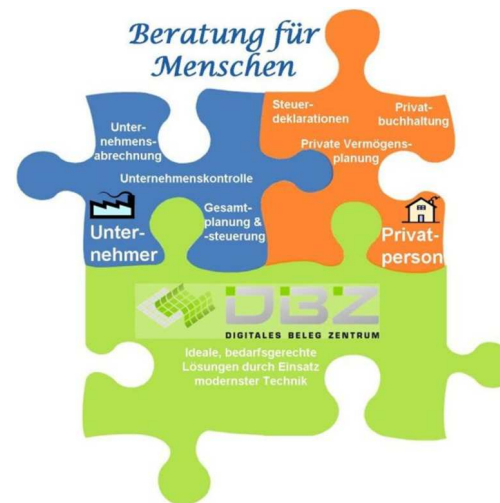 Beratung für
Menschen
Unter-
nehmens-
abrechnung
Unternehmenskontrolle
Gesamt-
planung &
-steuerung
Unter-
nehmer
Steuer-
deklarationen
Privat-
buchhaltung
Private Vermögens-
planung
Privat-
person
DBZ
DIGITALES BELEG ZENTRUM
Ideale, bedarfsgerechte
Lösungen durch Einsatz
modernster Technik